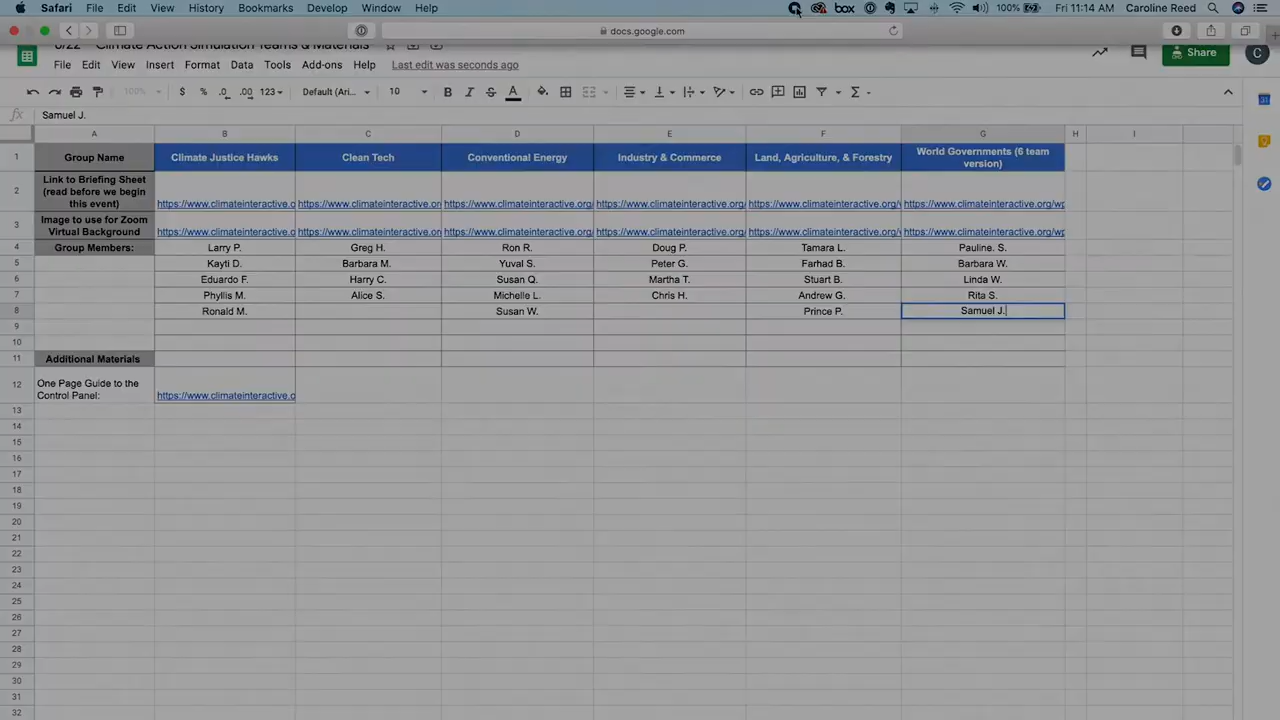 Safari File Edit View History Bookmarks Develop Window Help box 100% Fri 11:14 AM Caroline Reed
docs.google.com
Climate Action Simulation Teams & Materials
File Edit View Insert Format Data Tools Add-ons Help Last edit was seconds ago Share C
100% $ % .0 .00 123 Default (Ari... 10 B I S A
fx Samuel J.
A B C D E F G H I
1 Group Name Climate Justice Hawks Clean Tech Conventional Energy Industry & Commerce Land, Agriculture, & Forestry World Governments (6 team
version)
2 Link to Briefing Sheet
(read before we begin
this event) https://www.climateinteractive.o https://www.climateinteractive.or https://www.climateinteractive.org/ https://www.climateinteractive.org/ https://www.climateinteractive.org/w https://www.climateinteractive.org/wp
3 Image to use for Zoom
Virtual Background https://www.climateinteractive.o https://www.climateinteractive.or https://www.climateinteractive.org/ https://www.climateinteractive.org/ https://www.climateinteractive.org/w https://www.climateinteractive.org/wp
4 Group Members: Larry P. Greg H. Ron R. Doug P. Tamara L. Pauline. S.
5 Kayti D. Barbara M. Yuval S. Peter G. Farhad B. Barbara W.
6 Eduardo F. Harry C. Susan Q. Martha T. Stuart B. Linda W.
7 Phyllis M. Alice S. Michelle L. Chris H. Andrew G. Rita S.
8 Ronald M. Susan W. Prince P. Samuel J.
9
10
11 Additional Materials
12 One Page Guide to the
Control Panel: https://www.climateinteractive.o
13
14
15
16
17
18
19
20
21
22
23
24
25
26
27
28
29
30
31
32